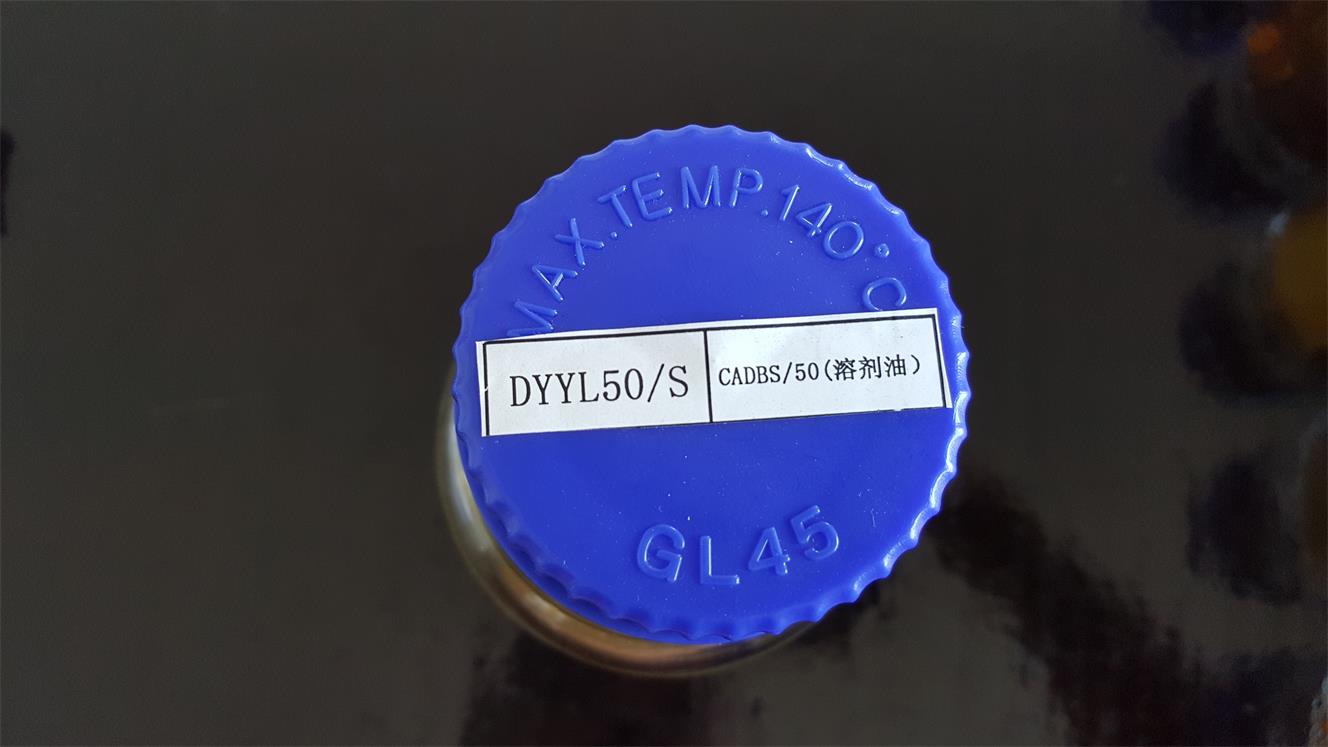 MAX.TEMP.140°C
DYYL50/S
CADBS/50(溶剂油)
GL45